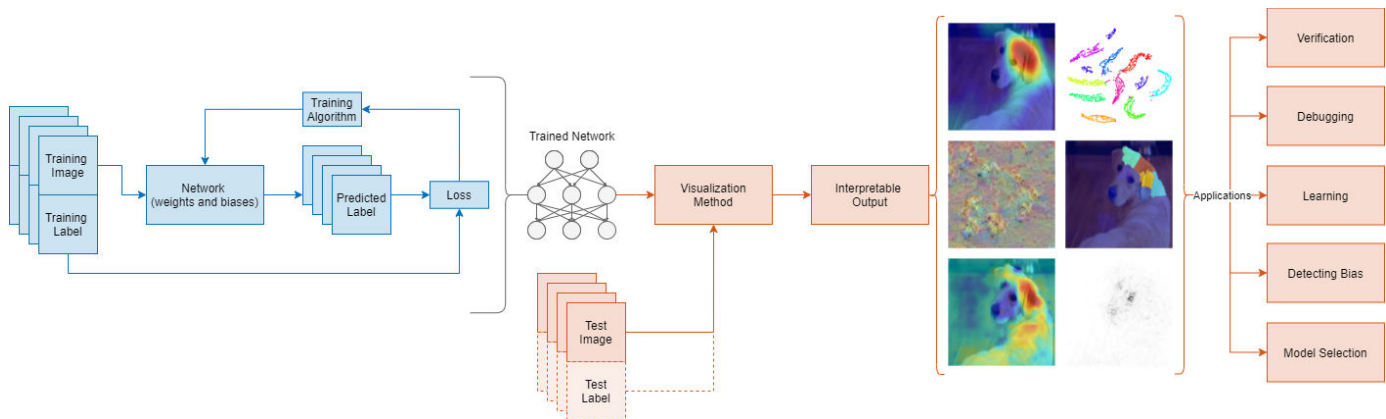 Training
Image
Training
Label
Network
(weights and biases)
Training
Algorithm
Predicted
Label
Loss
Trained Network
Test
Image
Test
Label
Visualization
Method
Interpretable
Output
Applications
Verification
Debugging
Learning
Detecting Bias
Model Selection